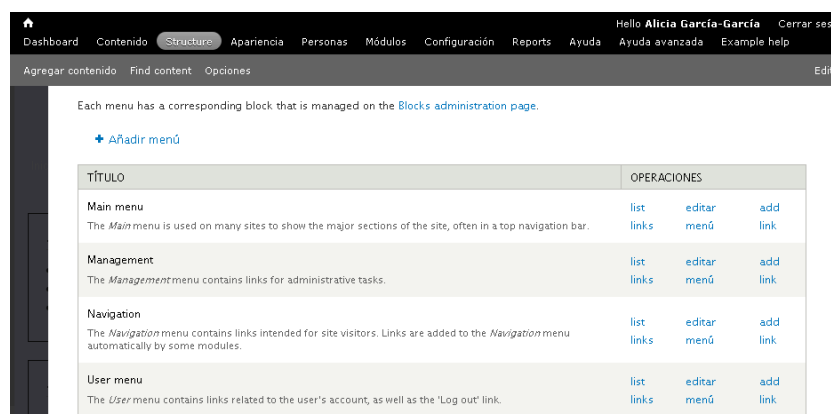 Hello Alicia García-García Cerrar ses
Dashboard Contenido Structure Apariencia Personas Módulos Configuración Reports Ayuda Ayuda avanzada Example help
Agregar contenido Find content Opciones Edi
Each menu has a corresponding block that is managed on the Blocks administration page.
+ Añadir menú
TÍTULO OPERACIONES
Main menu
The Main menu is used on many sites to show the major sections of the site, often in a top navigation bar.
list editar add
links menú link
Management
The Management menu contains links for administrative tasks.
list editar add
links menú link
Navigation
The Navigation menu contains links intended for site visitors. Links are added to the Navigation menu
automatically by some modules.
list editar add
links menú link
User menu
The User menu contains links related to the user's account, as well as the 'Log out' link.
list editar add
links menú link